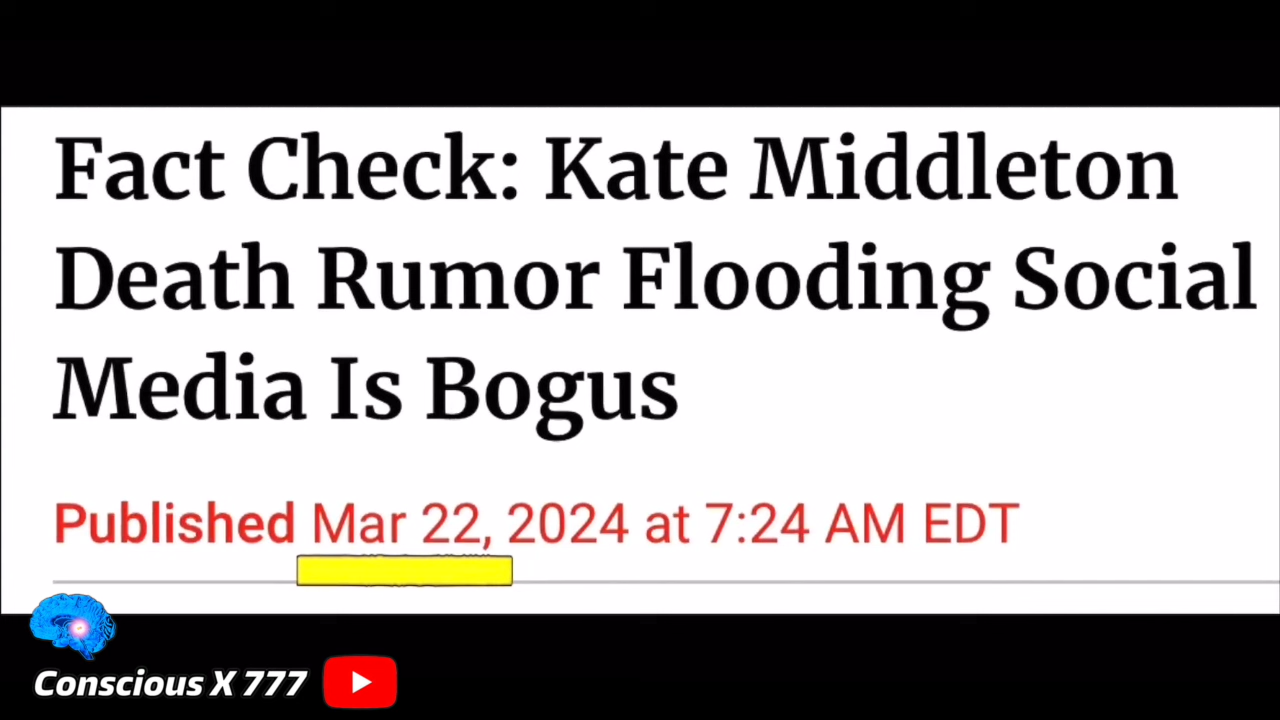 Fact Check: Kate Middleton
Death Rumor Flooding Social
Media Is Bogus
Published Mar 22, 2024 at 7:24 AM EDT
Conscious X 777